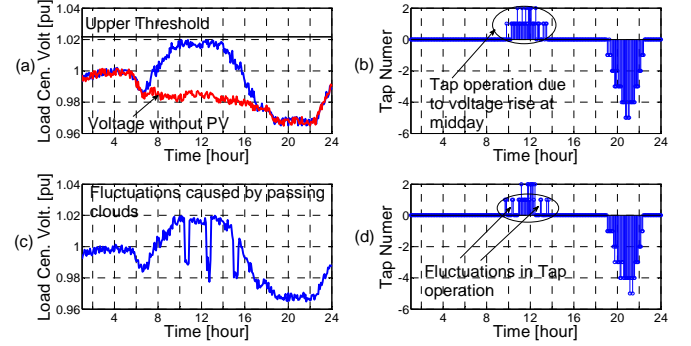 Upper Threshold
1.04
1.02
1
0.98
0.96
Load Cen. Volt [pu]
(a)
Voltage without PV
4 8 12 16 20 24
Time [hour]
2
0
-2
-4
-6
Tap Numer
(b)
Tap operation due
to voltage rise at
midday
4 8 12 16 20 24
Time [hour]
Fluctuations caused by passing
clouds
1.04
1.02
1
0.98
0.96
Load Cen. Volt. [pu]
(c)
4 8 12 16 20 24
Time [hour]
2
0
-2
-4
-6
Tap Numer
(d)
Fluctuations in Tap
operation
4 8 12 16 20 24
Time [hour]